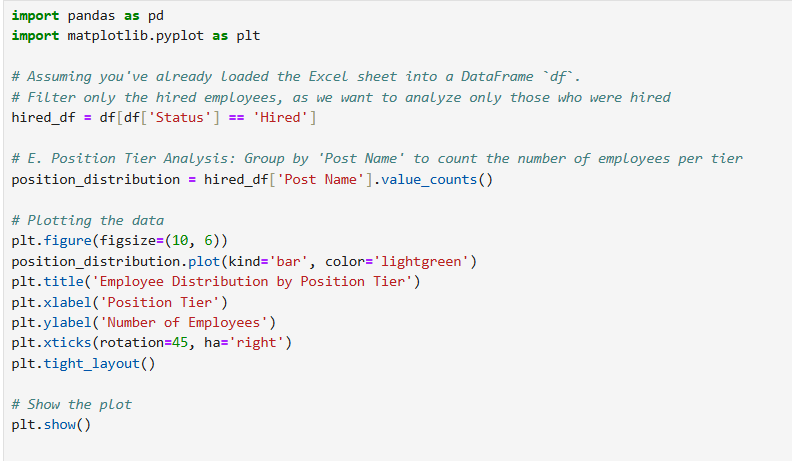 import pandas as pd
import matplotlib.pyplot as plt
# Assuming you've already loaded the Excel sheet into a DataFrame `df`.
# Filter only the hired employees, as we want to analyze only those who were hired
hired_df = df[df['Status'] == 'Hired']
# E. Position Tier Analysis: Group by 'Post Name' to count the number of employees per tier
position_distribution = hired_df['Post Name'].value_counts()
# Plotting the data
plt.figure(figsize=(10, 6))
position_distribution.plot(kind='bar', color='lightgreen')
plt.title('Employee Distribution by Position Tier')
plt.xlabel('Position Tier')
plt.ylabel('Number of Employees')
plt.xticks(rotation=45, ha='right')
plt.tight_layout()
# Show the plot
plt.show()